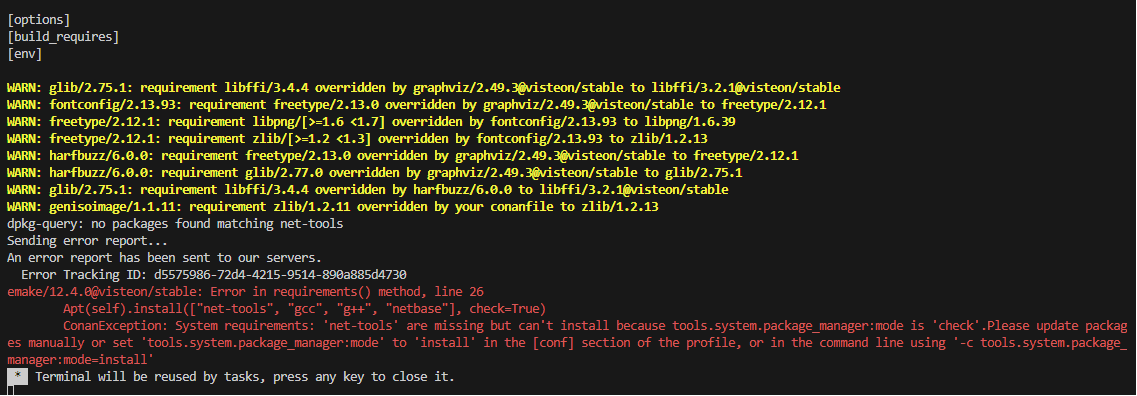 [options]
[build_requires]
[env]
WARN: glib/2.75.1: requirement libffi/3.4.4 overridden by graphviz/2.49.3@visteon/stable to libffi/3.2.1@visteon/stable
WARN: fontconfig/2.13.93: requirement freetype/2.13.0 overridden by graphviz/2.49.3@visteon/stable to freetype/2.12.1
WARN: freetype/2.12.1: requirement libpng/[>=1.6 <1.7] overridden by fontconfig/2.13.93 to libpng/1.6.39
WARN: freetype/2.12.1: requirement zlib/[>=1.2 <1.3] overridden by fontconfig/2.13.93 to zlib/1.2.13
WARN: harfbuzz/6.0.0: requirement freetype/2.13.0 overridden by graphviz/2.49.3@visteon/stable to freetype/2.12.1
WARN: harfbuzz/6.0.0: requirement glib/2.77.0 overridden by graphviz/2.49.3@visteon/stable to glib/2.75.1
WARN: glib/2.75.1: requirement libffi/3.4.4 overridden by harfbuzz/6.0.0 to libffi/3.2.1@visteon/stable
WARN: genisoimage/1.1.11: requirement zlib/1.2.11 overridden by your conanfile to zlib/1.2.13
dpkg-query: no packages found matching net-tools
Sending error report...
An error report has been sent to our servers.
Error Tracking ID: d5575986-72d4-4215-9514-890a885d4730
emake/12.4.0@visteon/stable: Error in requirements() method, line 26
Apt(self).install(["net-tools", "gcc", "g++", "netbase"], check=True)
ConanException: System requirements: 'net-tools' are missing but can't install because tools.system.package_manager:mode is 'check'.Please update packag
es manually or set 'tools.system.package_manager:mode' to 'install' in the [conf] section of the profile, or in the command line using '-c tools.system.package_
manager:mode=install'
* Terminal will be reused by tasks, press any key to close it.